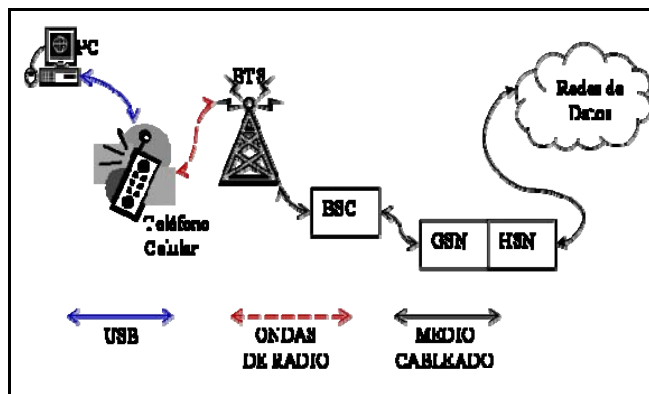 PC
BTS
Redes de
Datos
BSC
GSN
HSN
Teléfono
Celular
USB
ONDAS
DE RADIO
MEDIO
CABLEADO